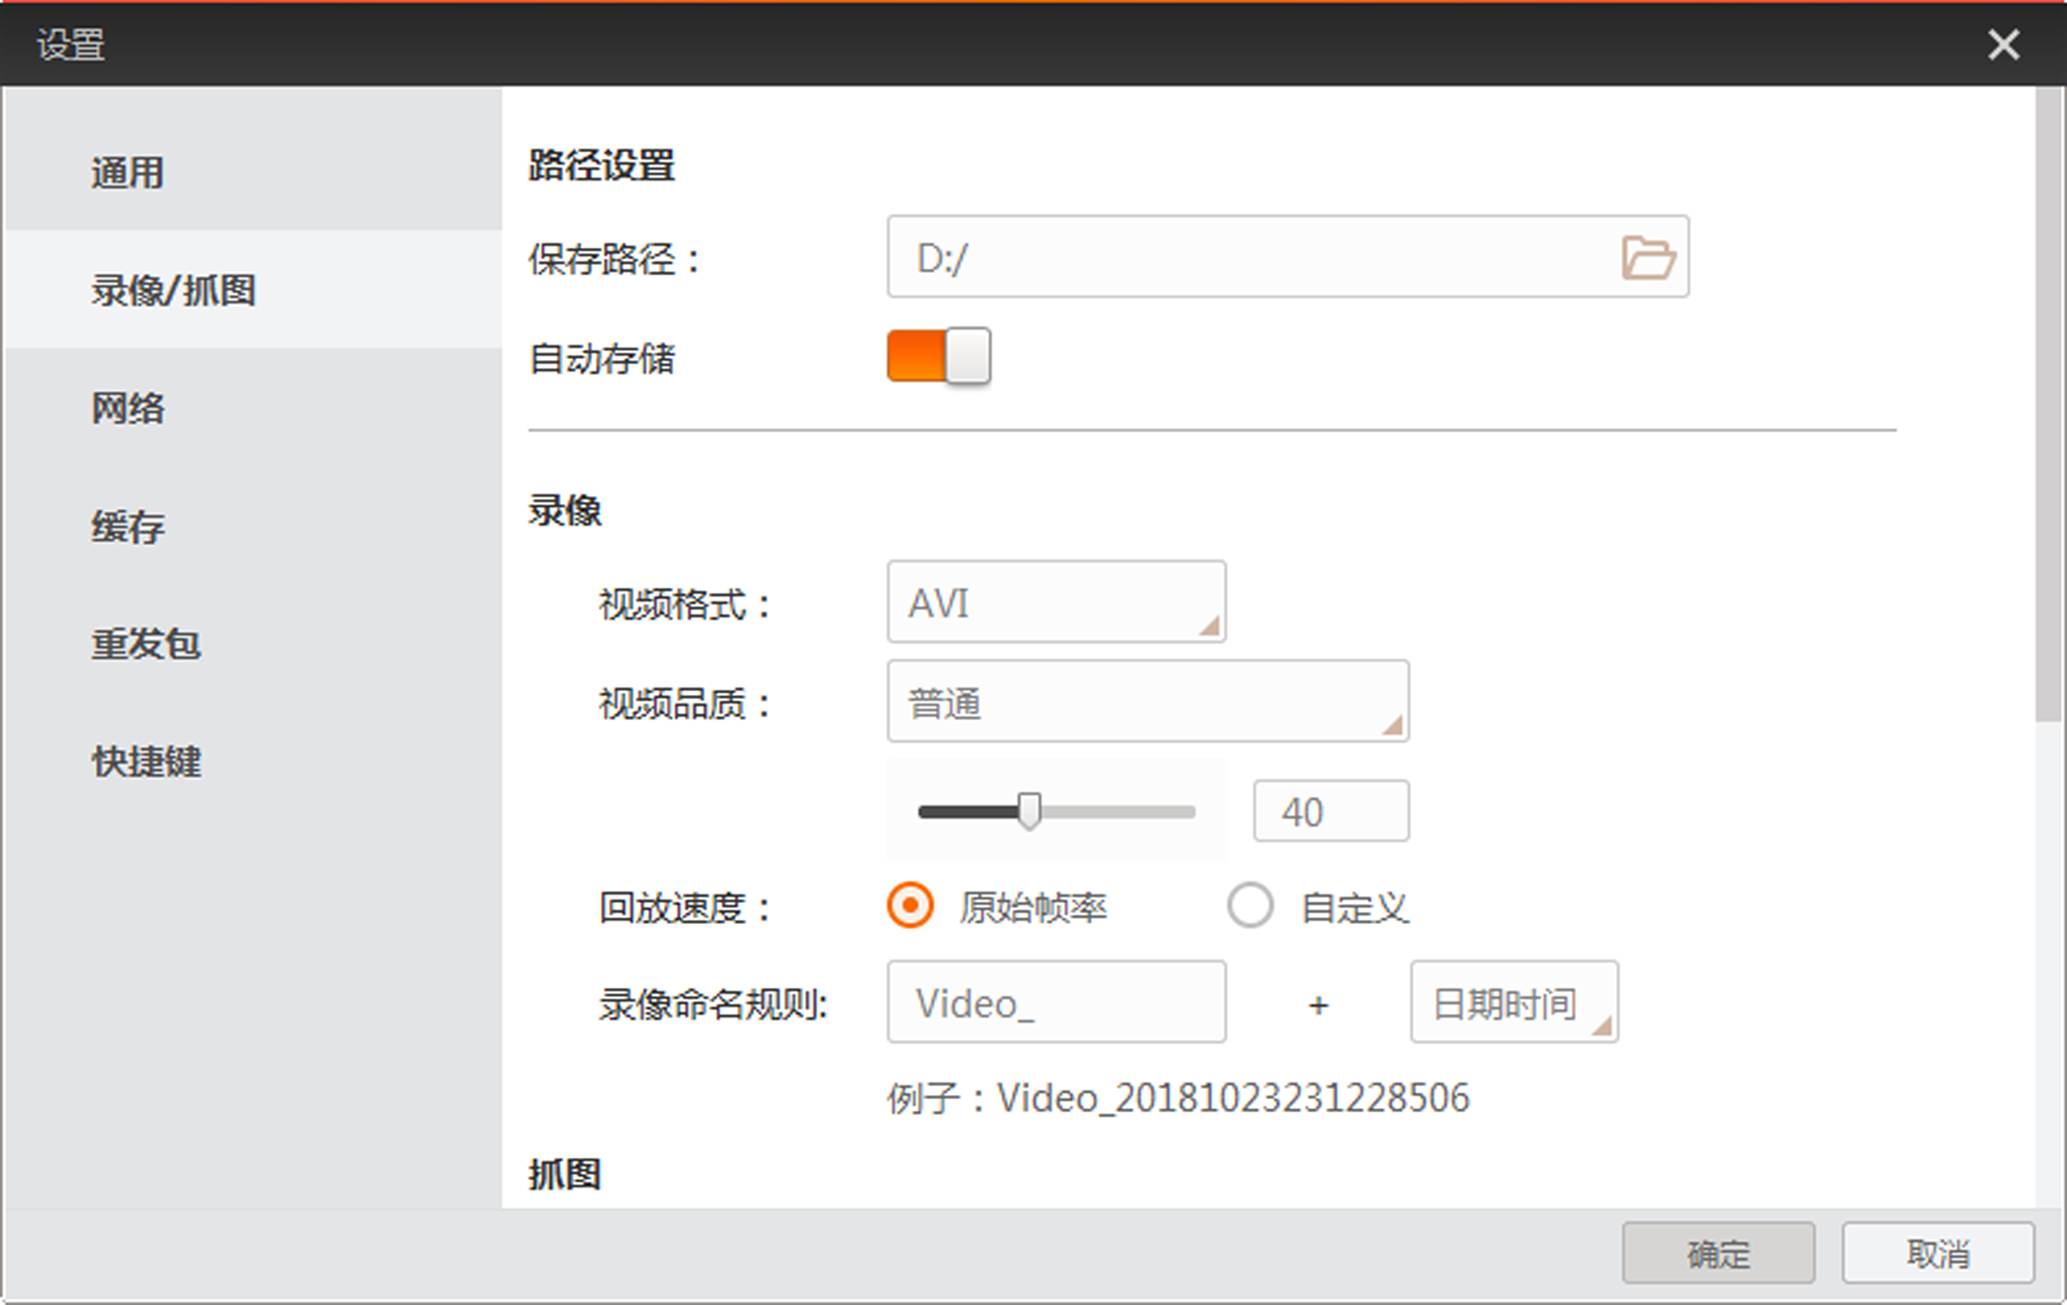 设置
通用
录像/抓图
网络
缓存
重发包
快捷键
路径设置
保存路径： D:/
自动存储
录像
视频格式： AVI
视频品质： 普通
40
回放速度： 原始帧率 自定义
录像命名规则: Video_ + 日期时间
例子：Video_20181023231228506
抓图
确定 取消